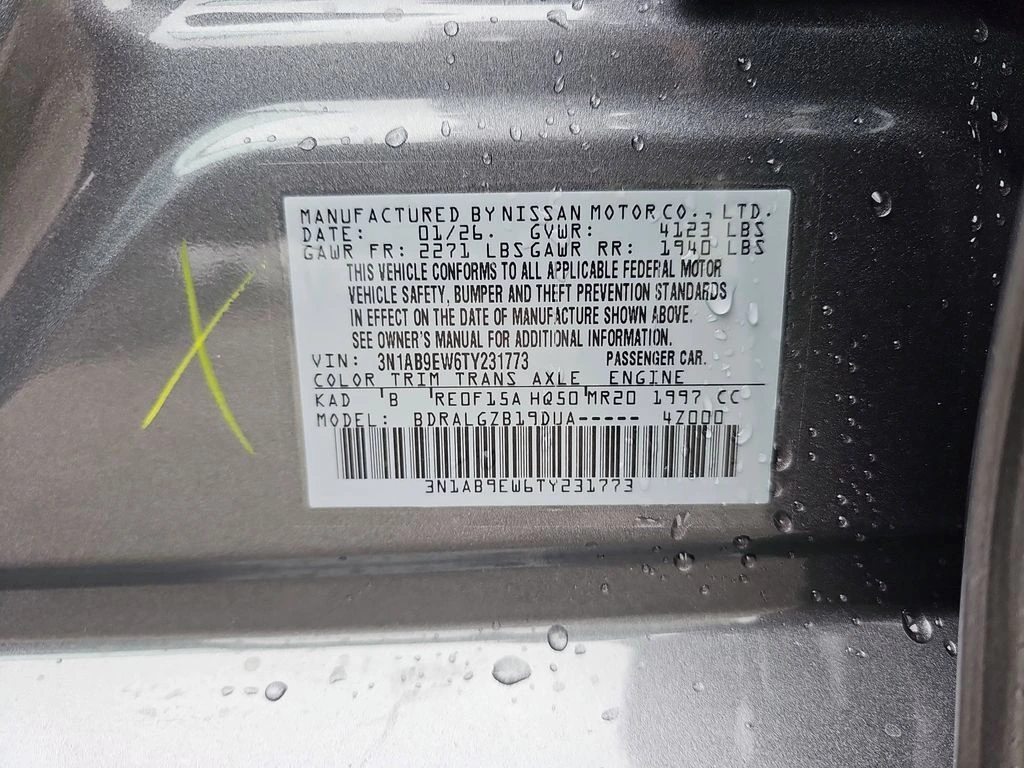 MANUFACTURED BY NISSAN MOTOR CO., LTD.
DATE: 01/26. GVWR: 4123 LBS
GAWR FR: 2271 LBS GAWR RR: 1940 LBS
THIS VEHICLE CONFORMS TO ALL APPLICABLE FEDERAL MOTOR
VEHICLE SAFETY, BUMPER AND THEFT PREVENTION STANDARDS
IN EFFECT ON THE DATE OF MANUFACTURE SHOWN ABOVE.
SEE OWNER'S MANUAL FOR ADDITIONAL INFORMATION.
VIN: 3N1AB9EW6TY231773 PASSENGER CAR.
COLOR TRIM TRANS AXLE ENGINE
KAD B RE0F15A HQ50 MR20 1997 CC
MODEL: BDRALGZB19DUA----- 4Z000
3N1AB9EW6TY231773